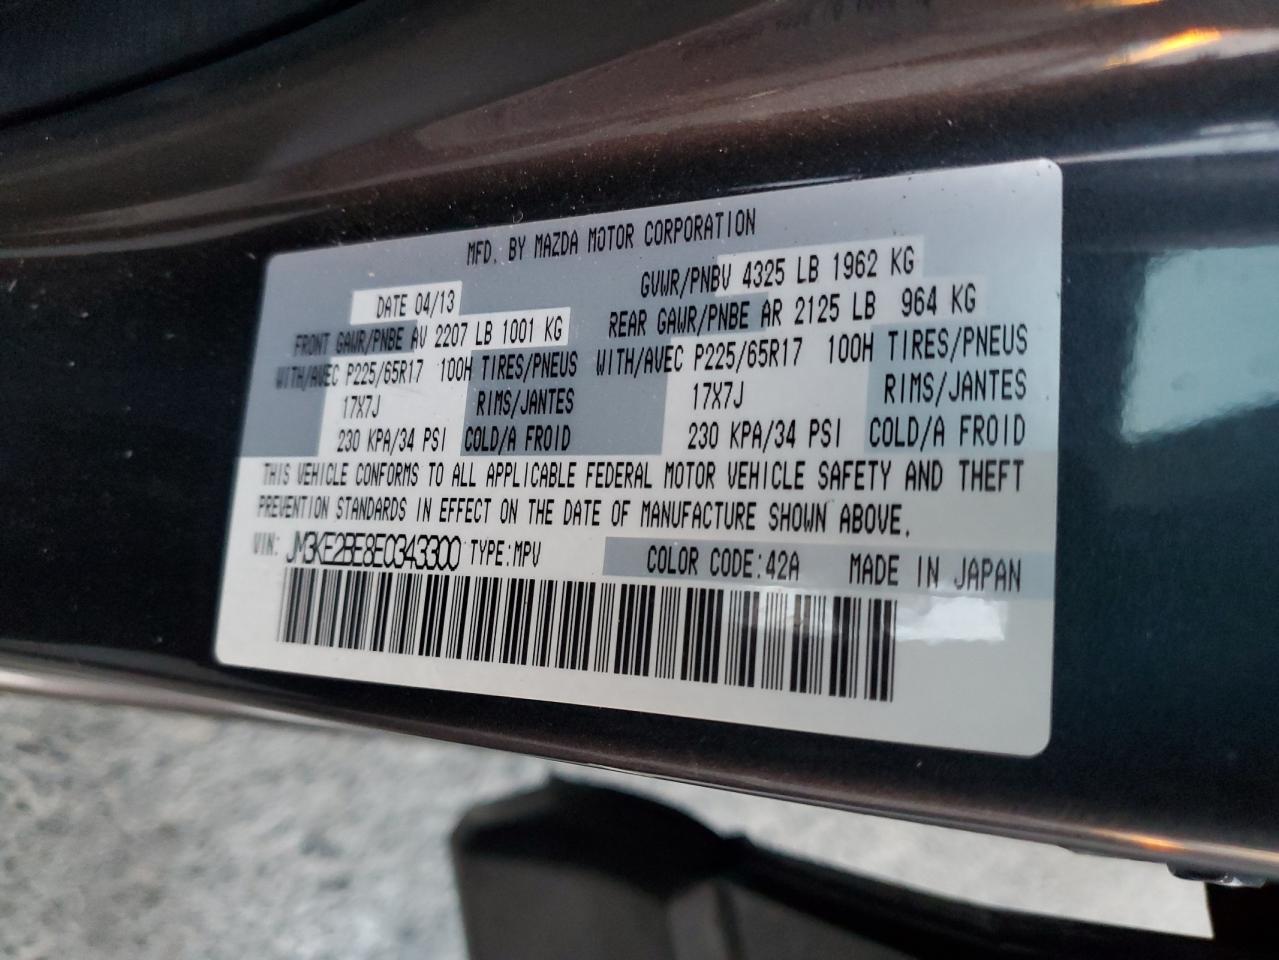 MFD. BY MAZDA MOTOR CORPORATION
DATE 04/13 GVWR/PNBV 4325 LB 1962 KG
FRONT GAWR/PNBE AV 2207 LB 1001 KG REAR GAWR/PNBE AR 2125 LB 964 KG
WITH/AVEC P225/65R17 100H TIRES/PNEUS WITH/AVEC P225/65R17 100H TIRES/PNEUS
17X7J RIMS/JANTES 17X7J RIMS/JANTES
230 KPA/34 PSI COLD/A FROID 230 KPA/34 PSI COLD/A FROID
THIS VEHICLE CONFORMS TO ALL APPLICABLE FEDERAL MOTOR VEHICLE SAFETY AND THEFT
PREVENTION STANDARDS IN EFFECT ON THE DATE OF MANUFACTURE SHOWN ABOVE.
VIN: JM3KE2BE8E0343300 TYPE:MPV COLOR CODE:42A MADE IN JAPAN